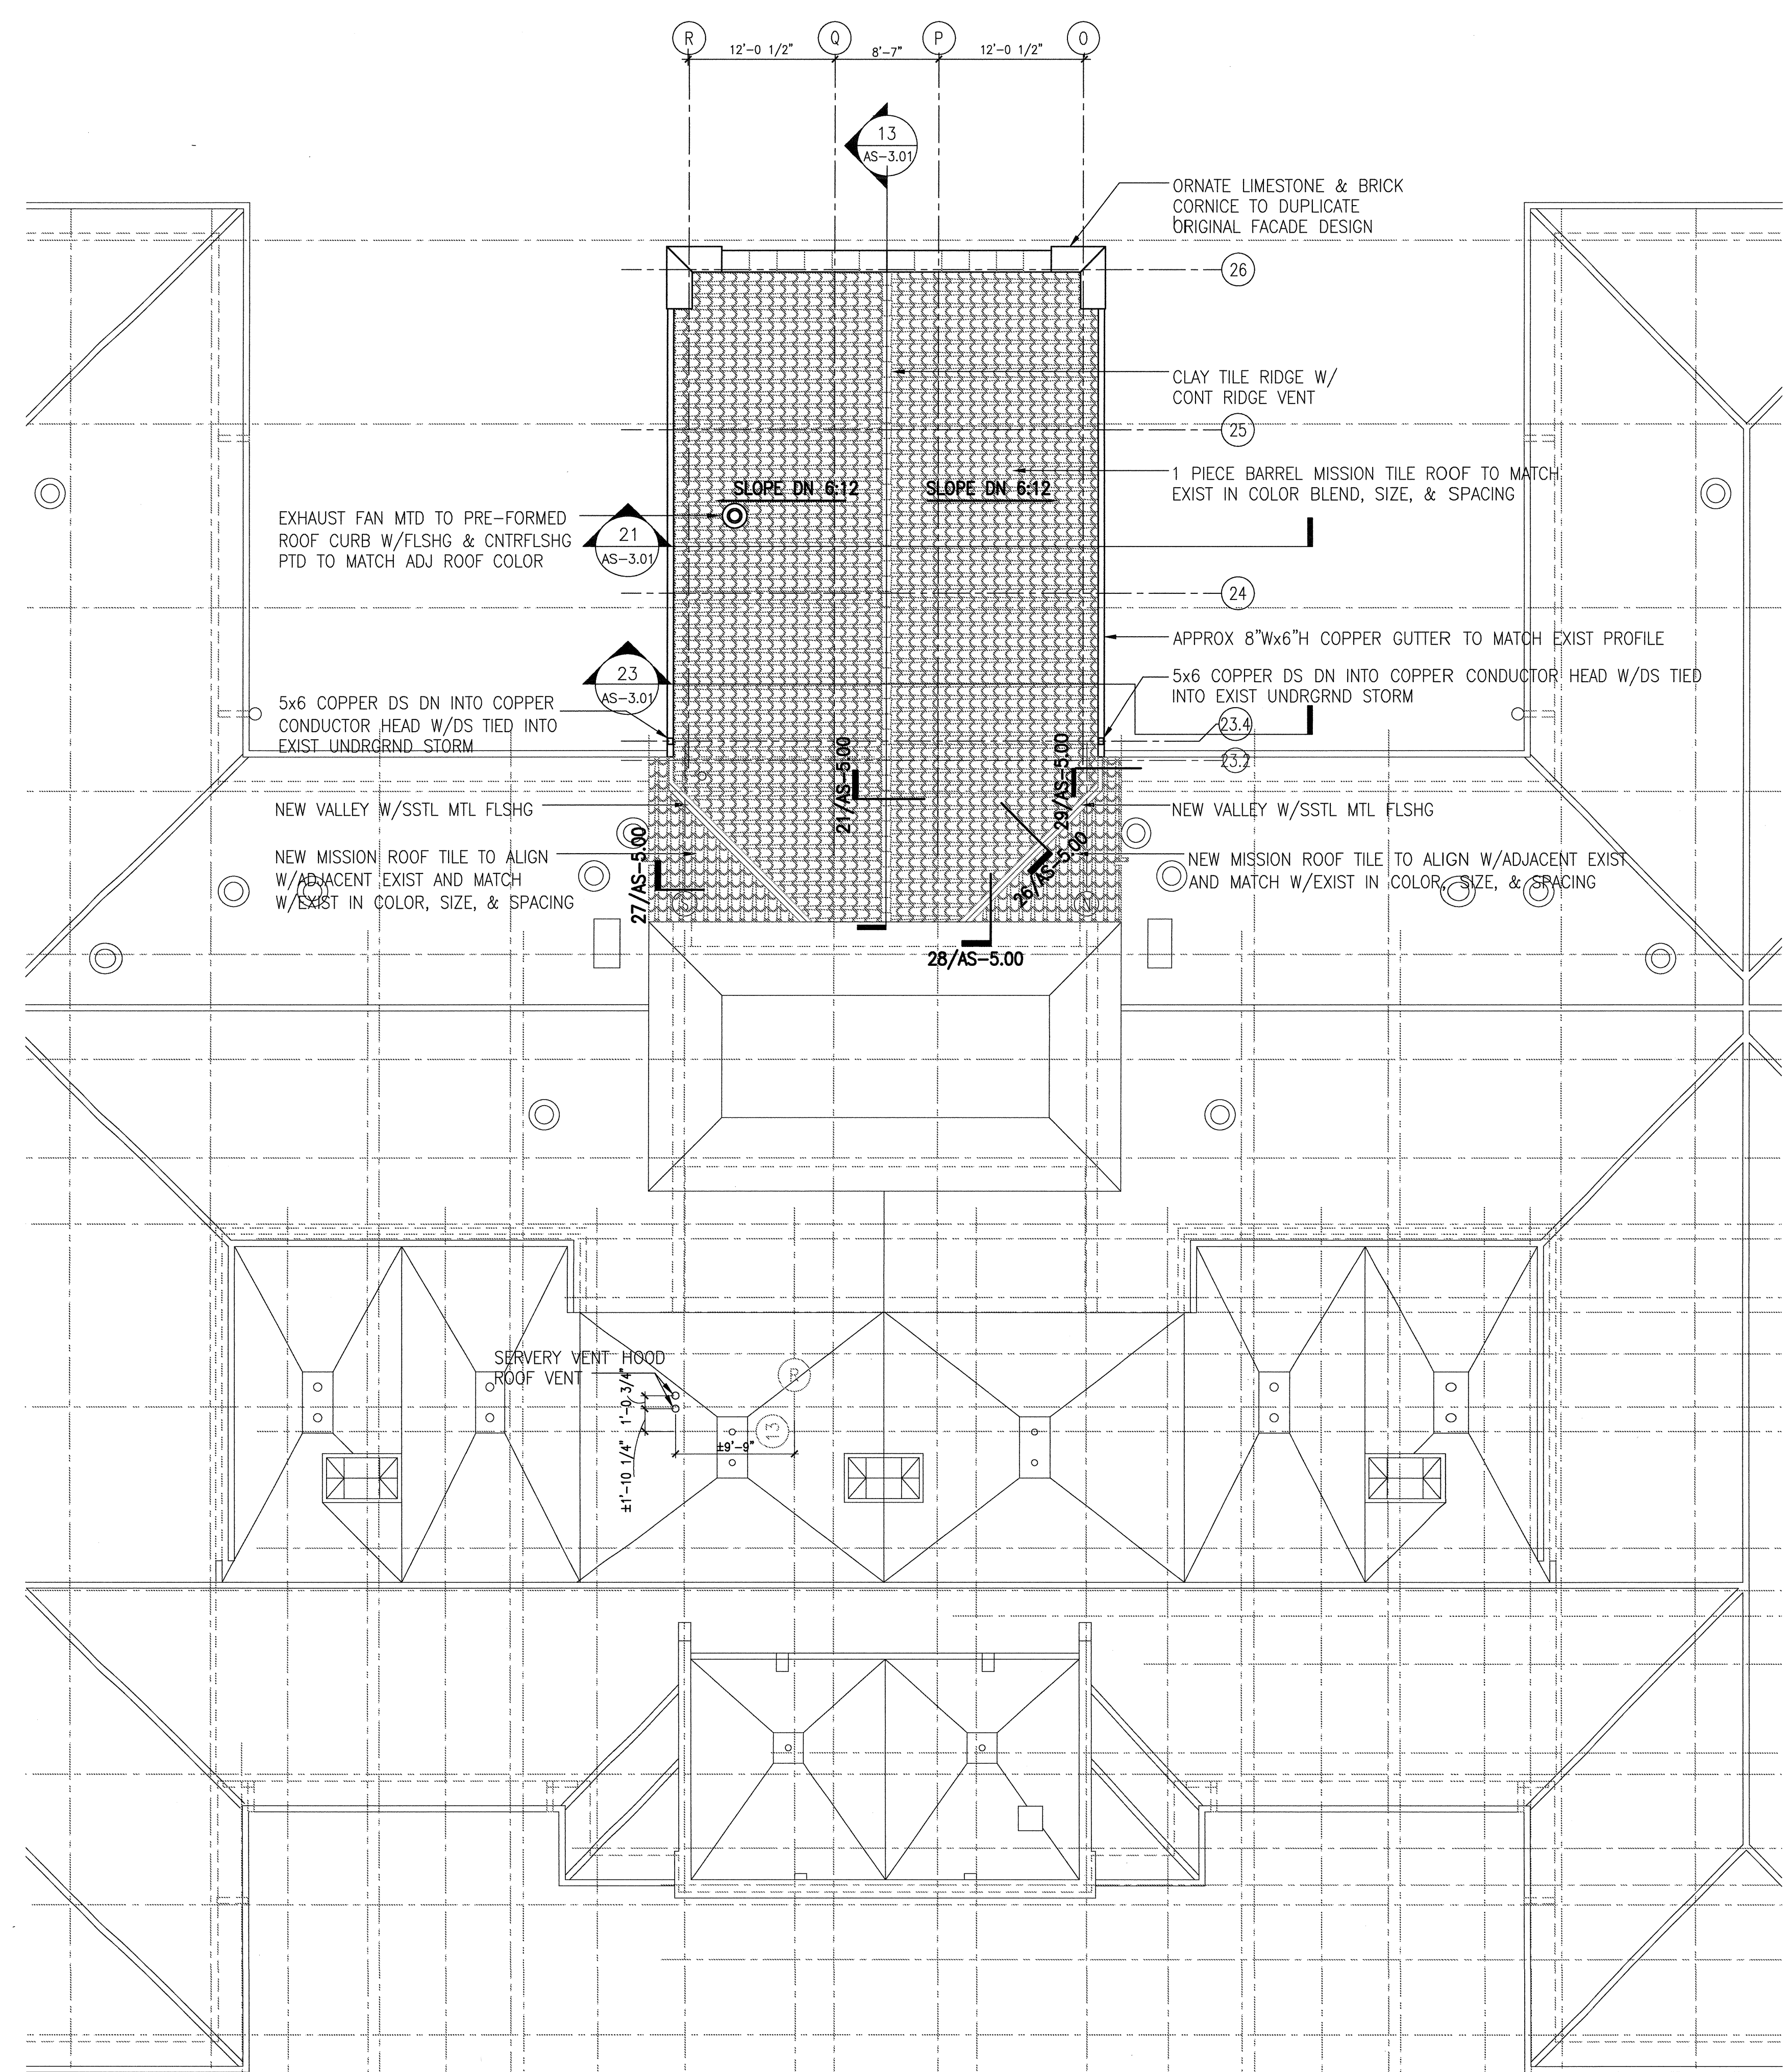 R
Q
P
O
12'-0 1/2"
8'-7"
12'-0 1/2"
13
AS-3.01
ORNATE LIMESTONE & BRICK
CORNICE TO DUPLICATE
ORIGINAL FACADE DESIGN
26
CLAY TILE RIDGE W/
CONT RIDGE VENT
25
1 PIECE BARREL MISSION TILE ROOF TO MATCH
EXIST IN COLOR BLEND, SIZE, & SPACING
SLOPE DN 6:12
SLOPE DN 6:12
EXHAUST FAN MTD TO PRE-FORMED
ROOF CURB W/FLSHG & CNTRFLSHG
PTD TO MATCH ADJ ROOF COLOR
21
AS-3.01
24
APPROX 8"Wx6"H COPPER GUTTER TO MATCH EXIST PROFILE
23
AS-3.01
5x6 COPPER DS DN INTO COPPER CONDUCTOR HEAD W/DS TIED
INTO EXIST UNDRGRND STORM
5x6 COPPER DS DN INTO COPPER
CONDUCTOR HEAD W/DS TIED INTO
EXIST UNDRGRND STORM
23.4
23.2
21/AS-5.00
29/AS-5.00
NEW VALLEY W/SSTL MTL FLSHG
NEW VALLEY W/SSTL MTL FLSHG
27/AS-5.00
26/AS-5.00
NEW MISSION ROOF TILE TO ALIGN
W/ADJACENT EXIST AND MATCH
W/EXIST IN COLOR, SIZE, & SPACING
NEW MISSION ROOF TILE TO ALIGN W/ADJACENT EXIST
AND MATCH W/EXIST IN COLOR, SIZE, & SPACING
S
N
28/AS-5.00
SERVERY VENT HOOD
ROOF VENT
R
1'-0 3/4"
±1'-10 1/4"
±9'-9"
13